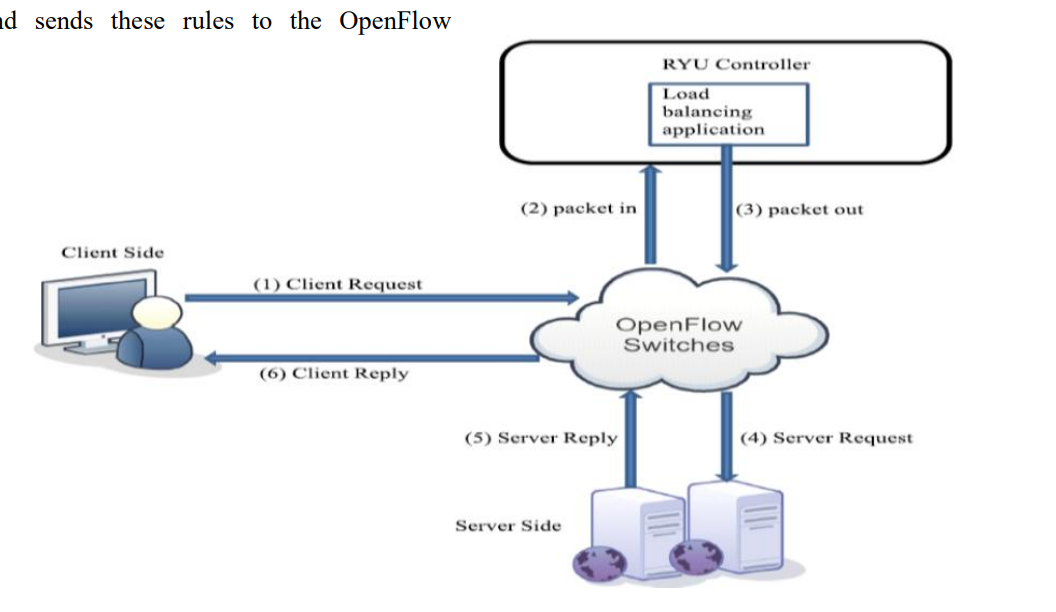 sends these rules to the OpenFlow
RYU Controller
Load
balancing
application
(2) packet in
(3) packet out
Client Side
(1) Client Request
OpenFlow
Switches
(6) Client Reply
(5) Server Reply
(4) Server Request
Server Side